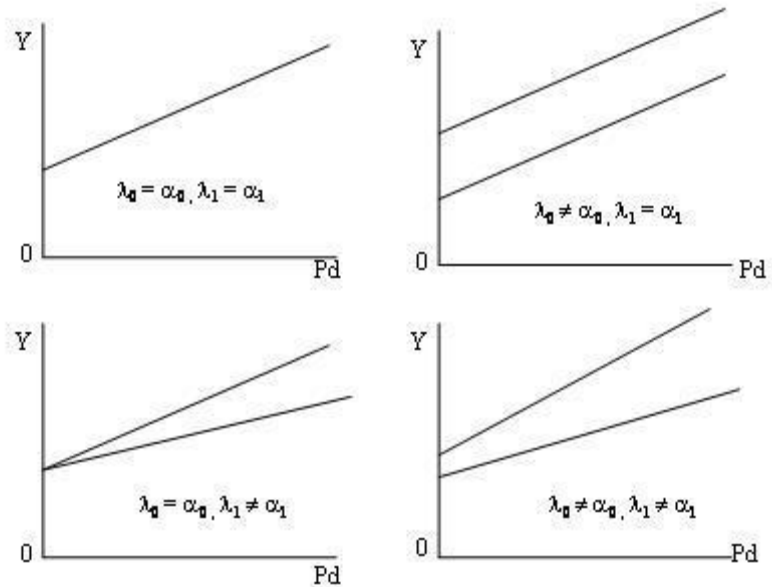 Y
λ₀ = α₀, λ₁ = α₁
0
Pd
Y
λ₀ ≠ α₀, λ₁ = α₁
0
Pd
Y
λ₀ = α₀, λ₁ ≠ α₁
0
Pd
Y
λ₀ ≠ α₀, λ₁ ≠ α₁
0
Pd